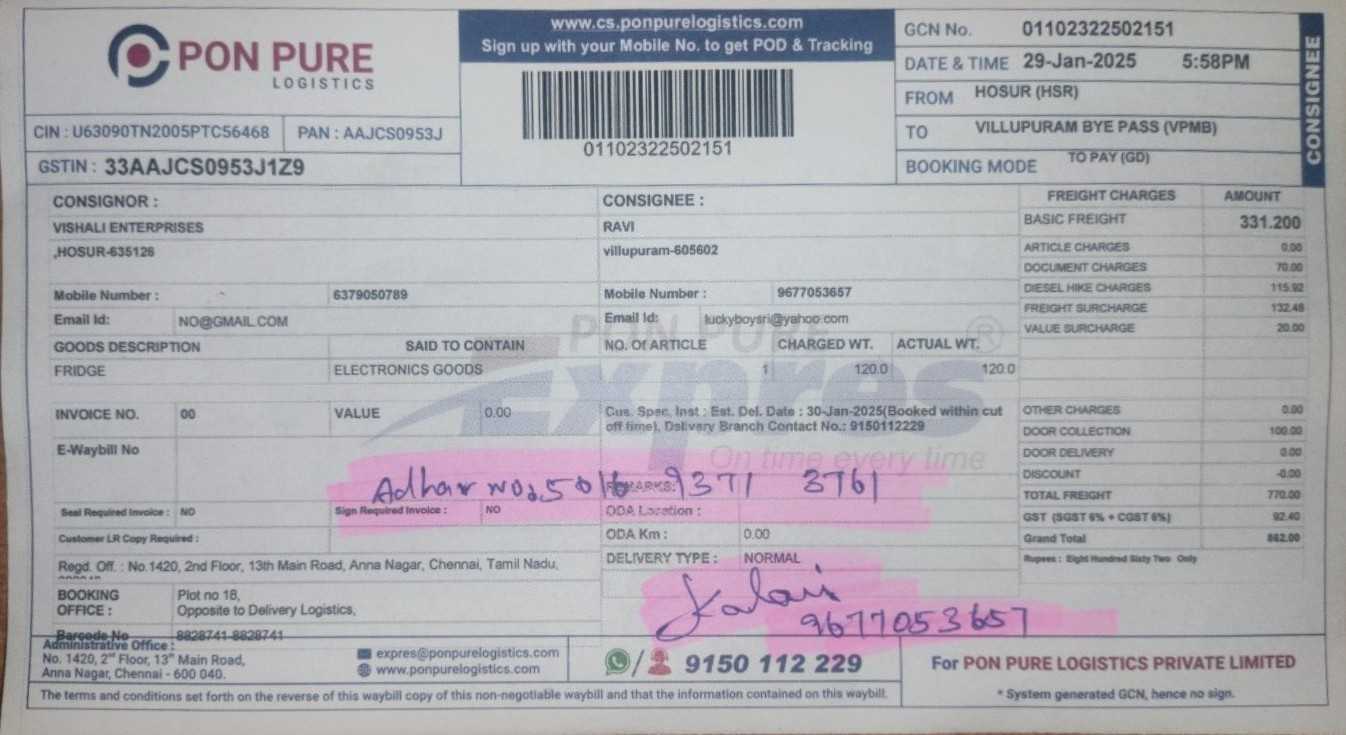 PON PURE
LOGISTICS
www.cs.ponpurelogistics.com
Sign up with your Mobile No. to get POD & Tracking
01102322502151
GCN No. 01102322502151
DATE & TIME 29-Jan-2025 5:58PM
FROM HOSUR (HSR)
TO VILLUPURAM BYE PASS (VPMB)
BOOKING MODE TO PAY (GD)
CONSIGNEE
CIN : U63090TN2005PTC56468 PAN : AAJCS0953J
GSTIN : 33AAJCS0953J1Z9
CONSIGNOR : CONSIGNEE :
VISHALI ENTERPRISES RAVI
,HOSUR-635126 villupuram-605602
Mobile Number : 6379050789 Mobile Number : 9677053657
Email Id: NO@GMAIL.COM Email Id: luckyboysri@yahoo.com
GOODS DESCRIPTION SAID TO CONTAIN NO. Of ARTICLE CHARGED WT. ACTUAL WT.
FRIDGE ELECTRONICS GOODS 1 120.0 120.0
PON PURE
Expres ®
On time every time
INVOICE NO. 00 VALUE 0.00
Cus. Spec. Inst : Est. Del. Date : 30-Jan-2025(Booked within cut
off time), Delivery Branch Contact No.: 9150112229
E-Waybill No
Adhar No. 5016 9371 3761
REMARKS:
Seal Required Invoice : NO Sign Required Invoice : NO ODA Location :
Customer LR Copy Required : ODA Km : 0.00
DELIVERY TYPE : NORMAL
Regd. Off. : No.1420, 2nd Floor, 13th Main Road, Anna Nagar, Chennai, Tamil Nadu,
BOOKING OFFICE : Plot no 18,
Opposite to Delivery Logistics,
Barcode No 8828741-8828741
Kalai
9677053657
FREIGHT CHARGES AMOUNT
BASIC FREIGHT 331.200
ARTICLE CHARGES 0.00
DOCUMENT CHARGES 70.00
DIESEL HIKE CHARGES 115.92
FREIGHT SURCHARGE 132.48
VALUE SURCHARGE 20.00
OTHER CHARGES 0.00
DOOR COLLECTION 100.00
DOOR DELIVERY 0.00
DISCOUNT -0.00
TOTAL FREIGHT 770.00
GST (SGST 6% + CGST 6%) 92.40
Grand Total 862.00
Rupees : Eight Hundred Sixty Two Only
Administrative Office :
No. 1420, 2nd Floor, 13th Main Road,
Anna Nagar, Chennai - 600 040.
expres@ponpurelogistics.com
www.ponpurelogistics.com
9150 112 229
For PON PURE LOGISTICS PRIVATE LIMITED
* System generated GCN, hence no sign.
The terms and conditions set forth on the reverse of this waybill copy of this non-negotiable waybill and that the information contained on this waybill.